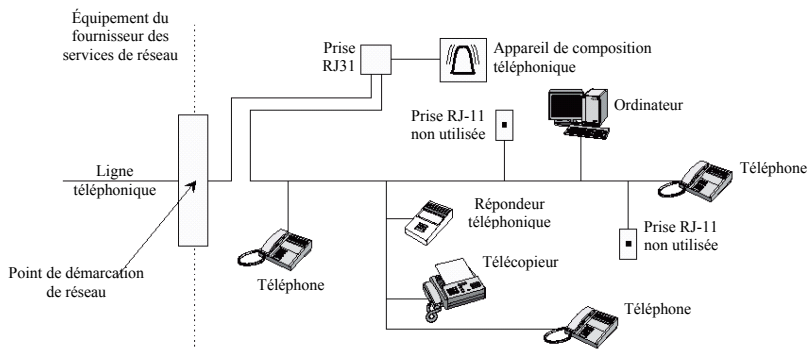 Équipement du
fournisseur des
services de réseau
Prise
RJ31
Appareil de composition
téléphonique
Prise RJ-11
non utilisée
Ordinateur
Ligne
téléphonique
Téléphone
Répondeur
téléphonique
Prise RJ-11
non utilisée
Point de démarcation
de réseau
Téléphone
Télécopieur
Téléphone